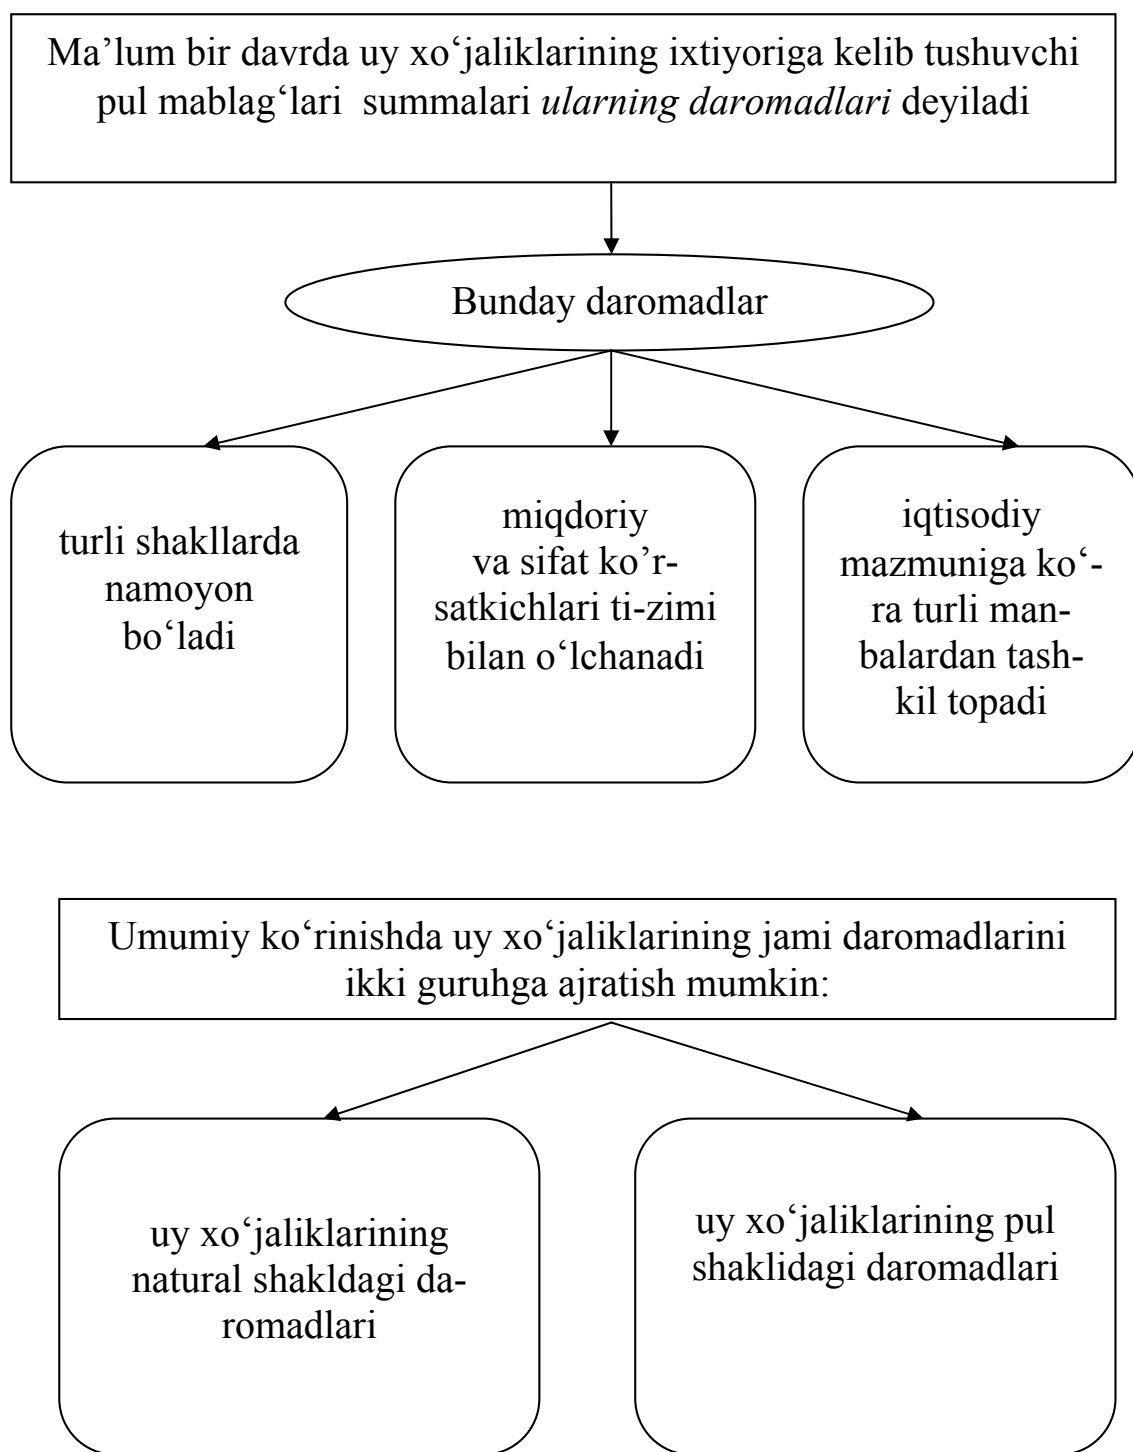 Ma’lum bir davrda uy xo‘jaliklarining ixtiyoriga kelib tushuvchi
pul mablag‘lari  summalari ularning daromadlari deyiladi
Bunday daromadlar
turli shakllarda
namoyon
bo‘ladi
miqdoriy
va sifat ko’r-
satkichlari ti-zimi
bilan o‘lchanadi
iqtisodiy
mazmuniga ko‘-
ra turli man-
balardan tash-
kil topadi
Umumiy ko‘rinishda uy xo‘jaliklarining jami daromadlarini
ikki guruhga ajratish mumkin:
uy xo‘jaliklarining
natural shakldagi da-
romadlari
uy xo‘jaliklarining pul
shaklidagi daromadlari